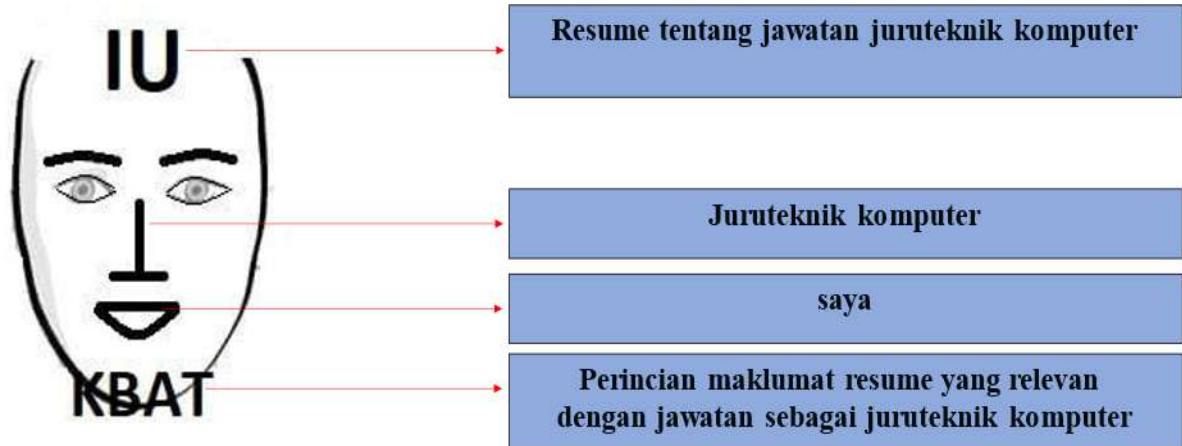 IU
Resume tentang jawatan juruteknik komputer
Juruteknik komputer
saya
KBAT
Perincian maklumat resume yang relevan
dengan jawatan sebagai juruteknik komputer